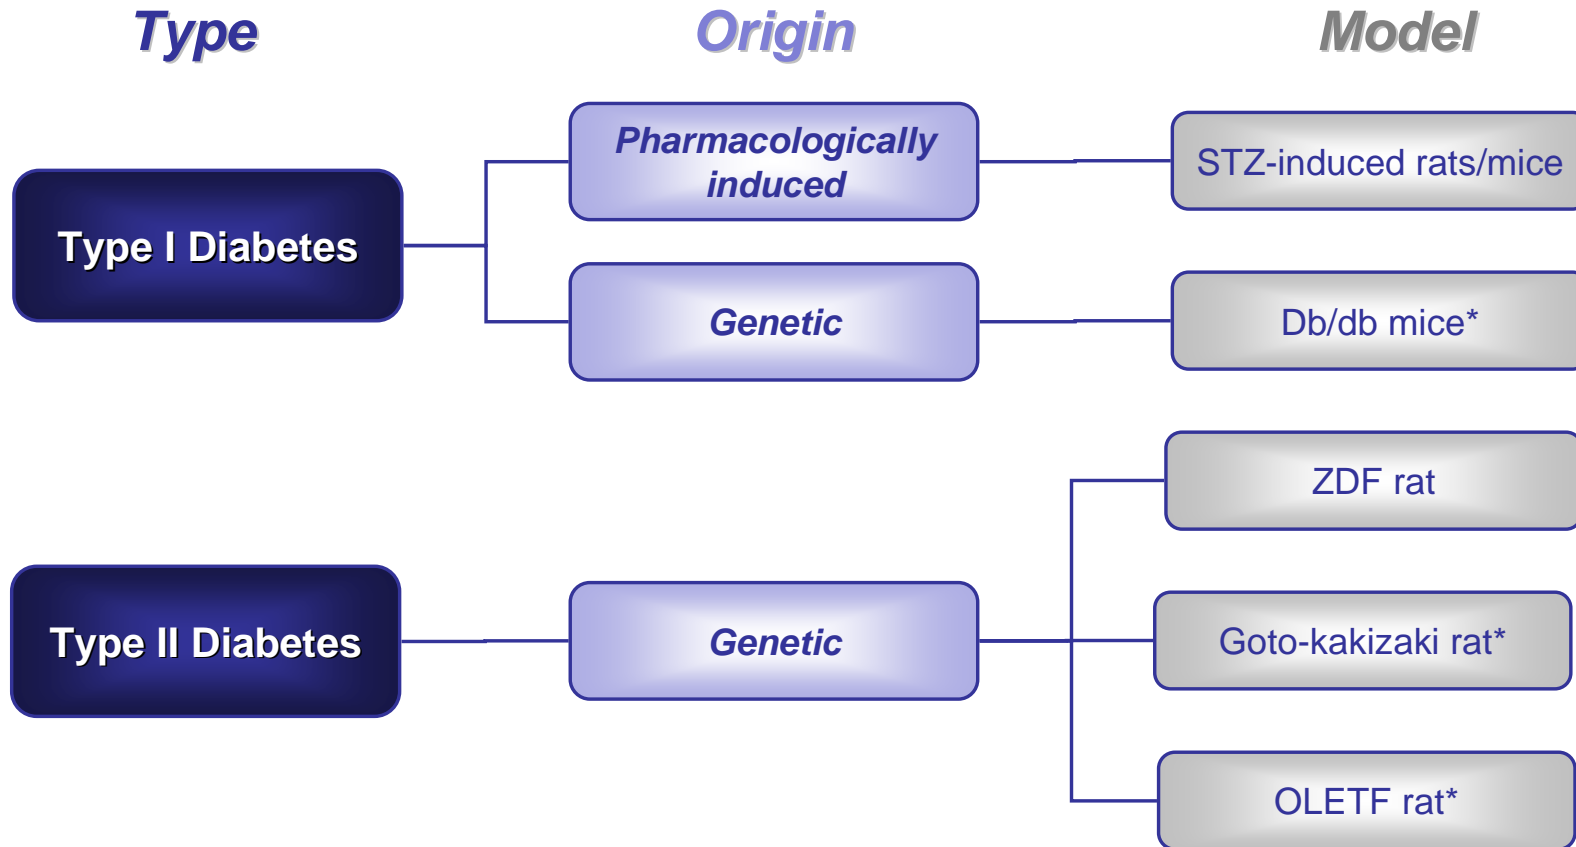 Type
Origin
Model
Pharmacologically
induced
STZ-induced rats/mice
Type I Diabetes
Genetic
Db/db mice*
ZDF rat
Type II Diabetes
Genetic
Goto-kakizaki rat*
OLETF rat*